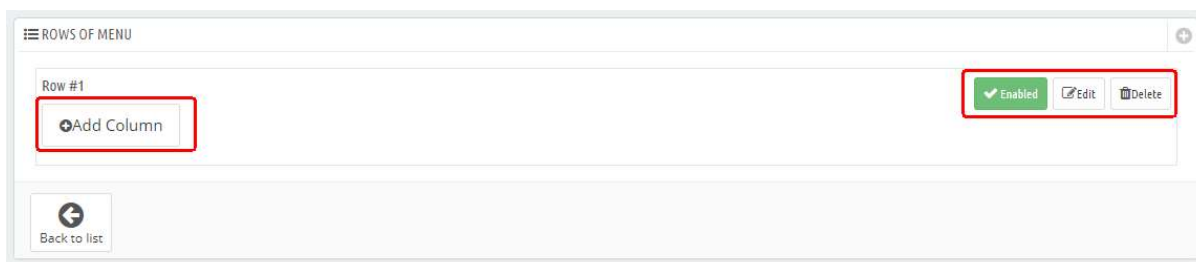 ROWS OF MENU
Row #1
Enabled Edit Delete
Add Column
Back to list